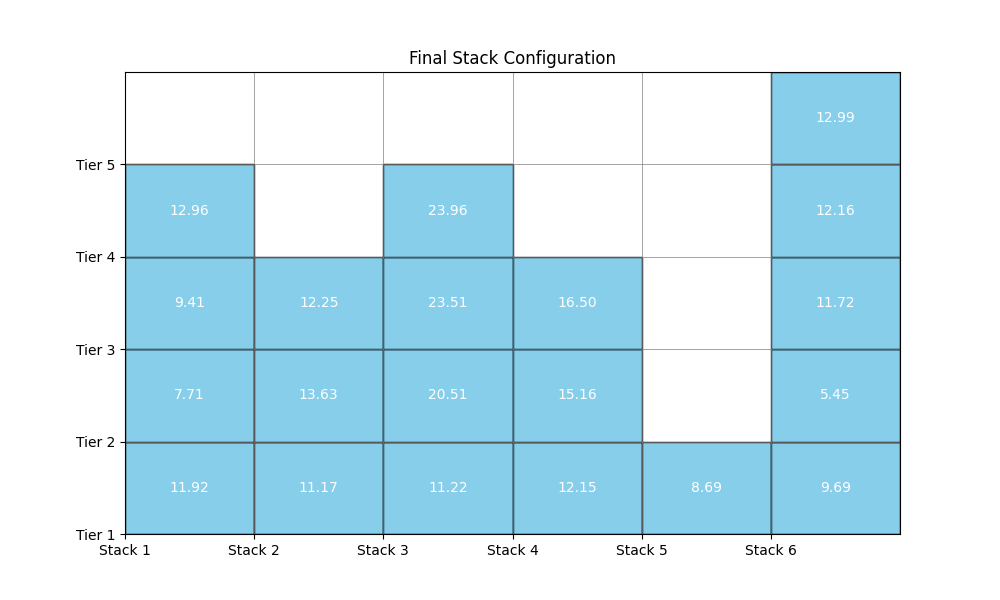 Final Stack Configuration
12.99
Tier 5
12.96 23.96 12.16
Tier 4
9.41 12.25 23.51 16.50 11.72
Tier 3
7.71 13.63 20.51 15.16 5.45
Tier 2
11.92 11.17 11.22 12.15 8.69 9.69
Tier 1
Stack 1 Stack 2 Stack 3 Stack 4 Stack 5 Stack 6